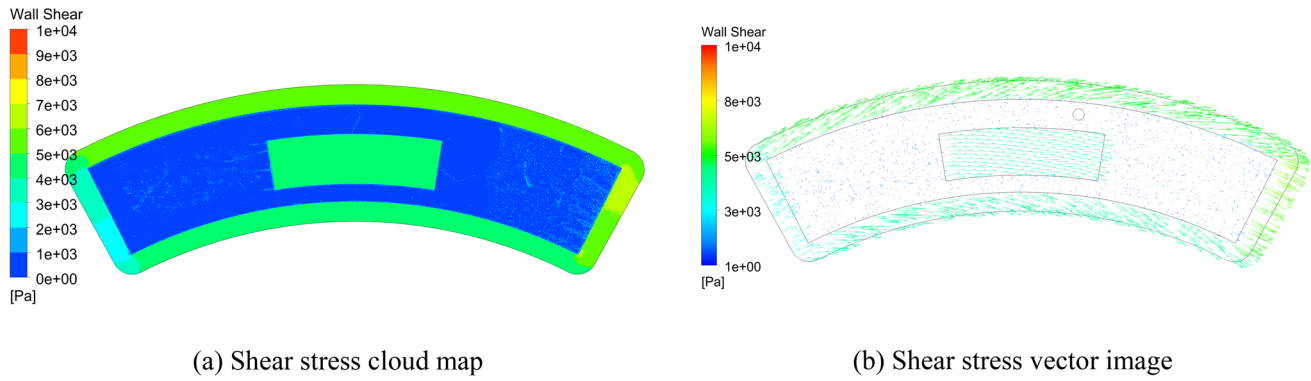 Wall Shear
1e+04
9e+03
8e+03
7e+03
6e+03
5e+03
4e+03
3e+03
2e+03
1e+03
0e+00
[Pa]
Wall Shear
1e+04
8e+03
5e+03
3e+03
1e+00
[Pa]
(a) Shear stress cloud map
(b) Shear stress vector image